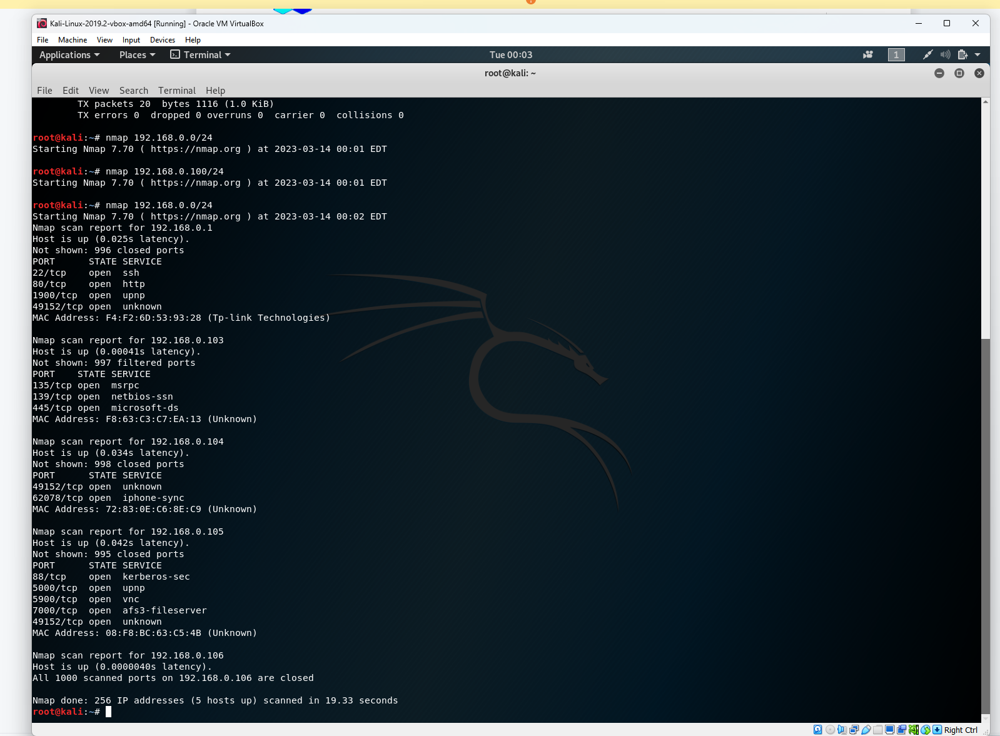 Kali-Linux-2019.2-vbox-amd64 [Running] - Oracle VM VirtualBox
File Machine View Input Devices Help
Applications Places Terminal Tue 00:03 1
root@kali: ~
File Edit View Search Terminal Help
TX packets 20  bytes 1116 (1.0 KiB)
TX errors 0  dropped 0 overruns 0  carrier 0  collisions 0
root@kali:~# nmap 192.168.0.0/24
Starting Nmap 7.70 ( https://nmap.org ) at 2023-03-14 00:01 EDT
root@kali:~# nmap 192.168.0.100/24
Starting Nmap 7.70 ( https://nmap.org ) at 2023-03-14 00:01 EDT
root@kali:~# nmap 192.168.0.0/24
Starting Nmap 7.70 ( https://nmap.org ) at 2023-03-14 00:02 EDT
Nmap scan report for 192.168.0.1
Host is up (0.025s latency).
Not shown: 996 closed ports
PORT      STATE SERVICE
22/tcp    open  ssh
80/tcp    open  http
1900/tcp  open  upnp
49152/tcp open  unknown
MAC Address: F4:F2:6D:53:93:28 (Tp-link Technologies)
Nmap scan report for 192.168.0.103
Host is up (0.00041s latency).
Not shown: 997 filtered ports
PORT    STATE SERVICE
135/tcp open  msrpc
139/tcp open  netbios-ssn
445/tcp open  microsoft-ds
MAC Address: F8:63:C3:C7:EA:13 (Unknown)
Nmap scan report for 192.168.0.104
Host is up (0.034s latency).
Not shown: 998 closed ports
PORT      STATE SERVICE
49152/tcp open  unknown
62078/tcp open  iphone-sync
MAC Address: 72:83:0E:C6:8E:C9 (Unknown)
Nmap scan report for 192.168.0.105
Host is up (0.042s latency).
Not shown: 995 closed ports
PORT      STATE SERVICE
88/tcp    open  kerberos-sec
5000/tcp  open  upnp
5900/tcp  open  vnc
7000/tcp  open  afs3-fileserver
49152/tcp open  unknown
MAC Address: 08:F8:BC:63:C5:4B (Unknown)
Nmap scan report for 192.168.0.106
Host is up (0.0000040s latency).
All 1000 scanned ports on 192.168.0.106 are closed
Nmap done: 256 IP addresses (5 hosts up) scanned in 19.33 seconds
root@kali:~#
Right Ctrl